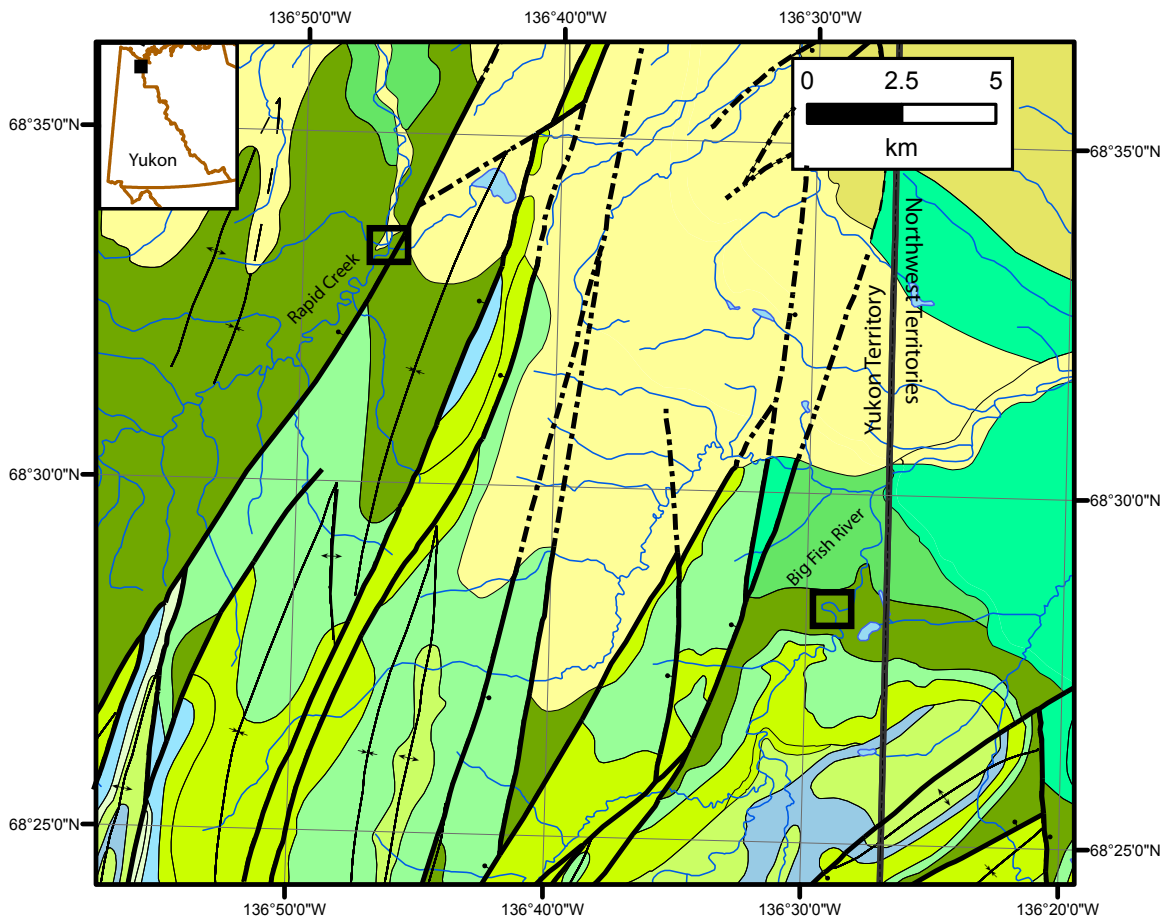 136°50'0"W
136°40'0"W
136°30'0"W
0
2.5
5
km
Yukon
68°35'0"N
68°35'0"N
Northwest Territories
Yukon Territory
Rapid Creek
68°30'0"N
68°30'0"N
Big Fish River
68°25'0"N
68°25'0"N
136°50'0"W
136°40'0"W
136°30'0"W
136°20'0"W